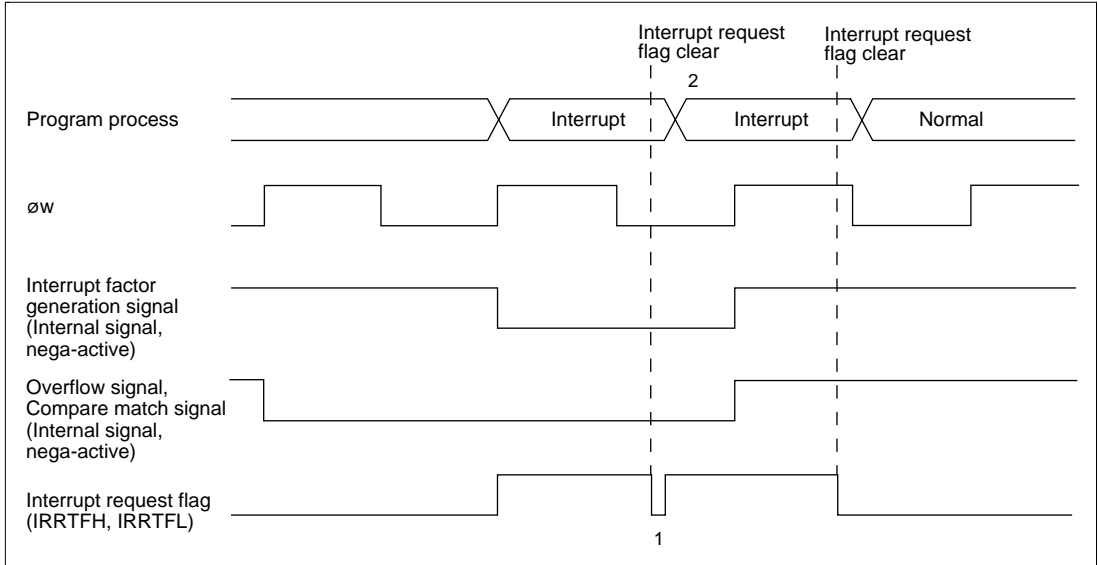 Interrupt request
flag clear
Interrupt request
flag clear
2
Program process
Interrupt
Interrupt
Normal
øw
Interrupt factor
generation signal
(Internal signal,
nega-active)
Overflow signal,
Compare match signal
(Internal signal,
nega-active)
Interrupt request flag
(IRRTFH, IRRTFL)
1